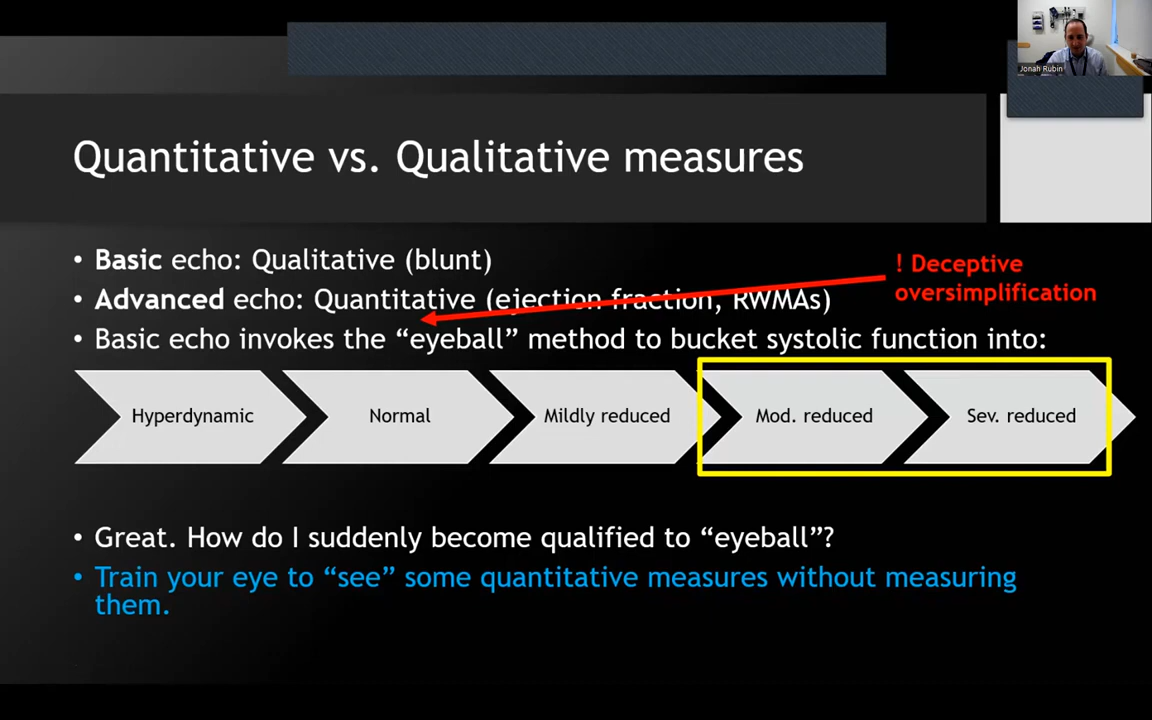 Jonah Rubin
Quantitative vs. Qualitative measures
• Basic echo: Qualitative (blunt)
! Deceptive
oversimplification
• Advanced echo: Quantitative (ejection fraction, RWMAs)
• Basic echo invokes the “eyeball” method to bucket systolic function into:
Hyperdynamic
Normal
Mildly reduced
Mod. reduced
Sev. reduced
• Great. How do I suddenly become qualified to “eyeball”?
• Train your eye to “see” some quantitative measures without measuring
them.